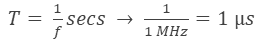 T = 1/f secs → 1/1 MHz = 1 μs